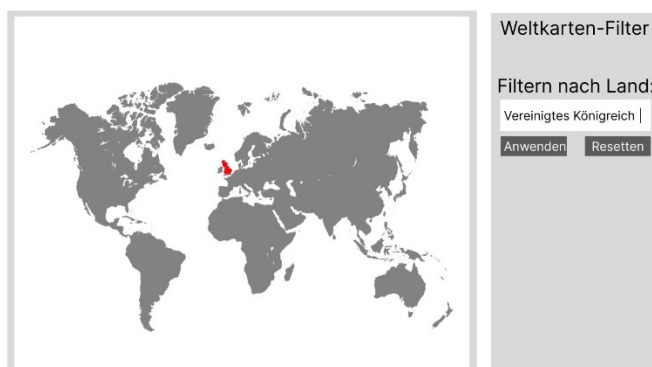 Weltkarten-Filter
Filtern nach Land:
Vereinigtes Königreich
Anwenden Resetten